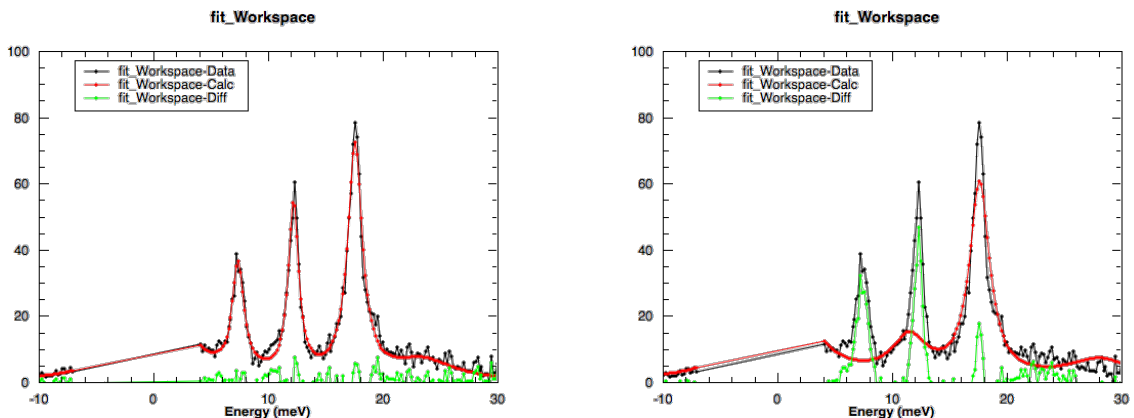 fit_Workspace
100
80
60
40
20
0
fit_Workspace-Data
fit_Workspace-Calc
fit_Workspace-Diff
-10 0 10 20 30
Energy (meV)
fit_Workspace
100
80
60
40
20
0
fit_Workspace-Data
fit_Workspace-Calc
fit_Workspace-Diff
-10 0 10 20 30
Energy (meV)